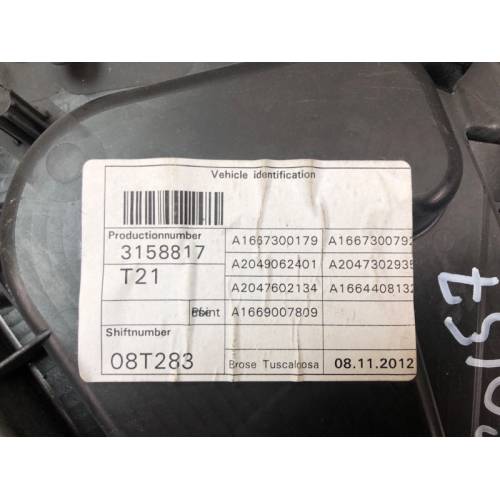 Vehicle identification
Productionnumber
3158817
T21
A1667300179 A1667300792
A2049062401 A2047302935
A2047602134 A1664408132
point A1669007809
Shiftnumber
08T283
Brose Tuscaloosa 08.11.2012